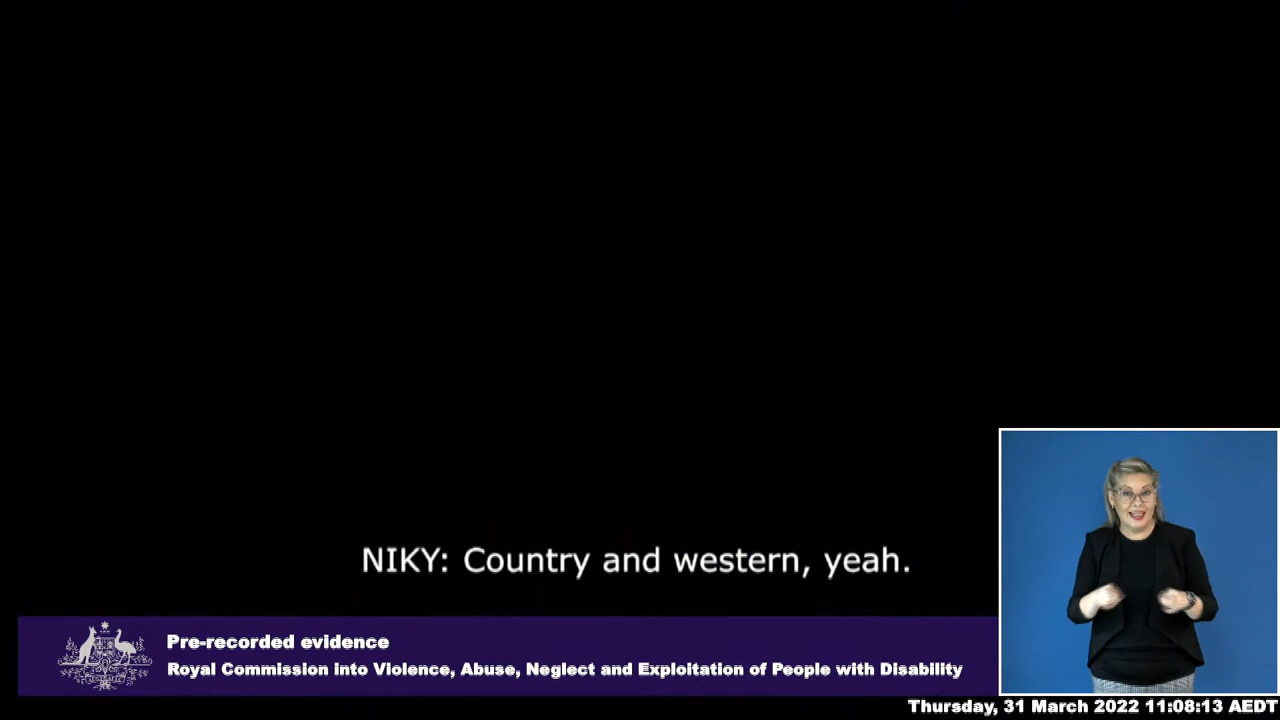 NIKY: Country and western, yeah.
Pre-recorded evidence
Royal Commission into Violence, Abuse, Neglect and Exploitation of People with Disability
Thursday, 31 March 2022 11:08:13 AEDT